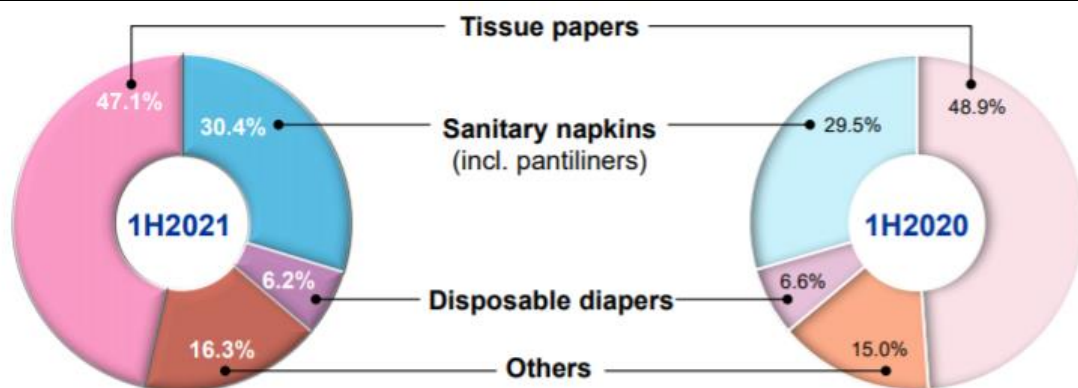 Tissue papers
47.1%
48.9%
30.4%
Sanitary napkins
(incl. pantiliners)
29.5%
1H2021
1H2020
6.2%
Disposable diapers
6.6%
16.3%
Others
15.0%